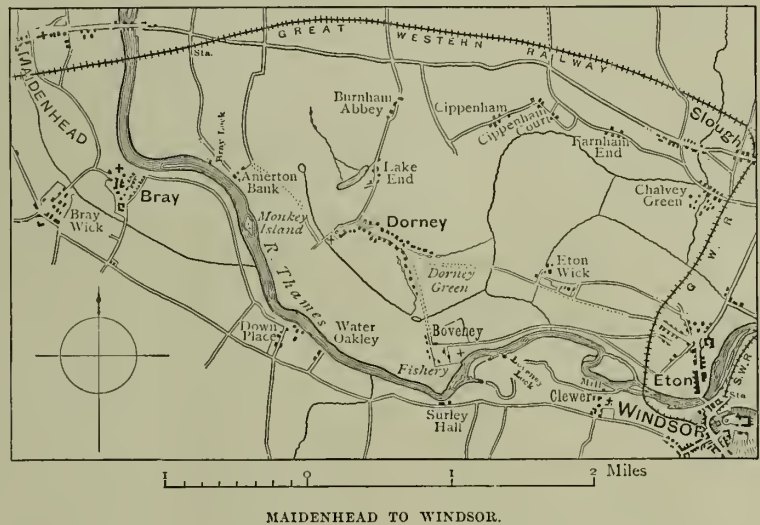 GREAT WESTERN RAILWAY
Sta.
MAIDENHEAD
Burnham
Abbey
Cippenham
Cippenham
Court
Slough
Farnham
End
Bray Lock
Amerton
Bank
Lake
End
Chalvey
Green
Bray
Bray
Wick
Monkey
Island
Dorney
R. Thames
Dorney
Green
Eton
Wick
G. W. R.
Down
Place
Water
Oakley
Boveney
Fishery
Lock
Mill
Eton
S.W.R.
Sta
Clewer
WINDSOR
Surley
Hall
1 0 1 2 Miles
MAIDENHEAD TO WINDSOR.